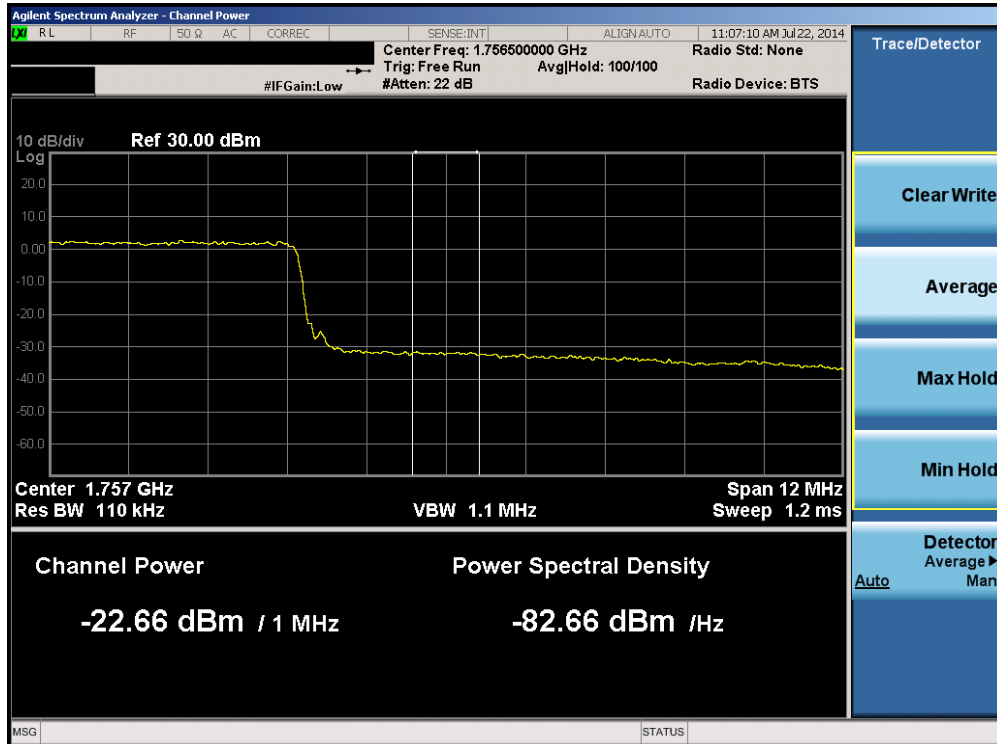 Agilent Spectrum Analyzer - Channel Power
LXI RL RF 50 Ω AC CORREC SENSE:INT ALIGN AUTO 11:07:10 AM Jul 22, 2014
Center Freq: 1.756500000 GHz Radio Std: None
Trig: Free Run Avg|Hold: 100/100
#IFGain:Low #Atten: 22 dB Radio Device: BTS
Trace/Detector
10 dB/div Ref 30.00 dBm
Log
20.0
10.0
0.00
-10.0
-20.0
-30.0
-40.0
-50.0
-60.0
Center 1.757 GHz Span 12 MHz
Res BW 110 kHz VBW 1.1 MHz Sweep 1.2 ms
Channel Power Power Spectral Density
-22.66 dBm / 1 MHz -82.66 dBm /Hz
Clear Write
Average
Max Hold
Min Hold
Detector
Average▶
Auto Man
MSG STATUS